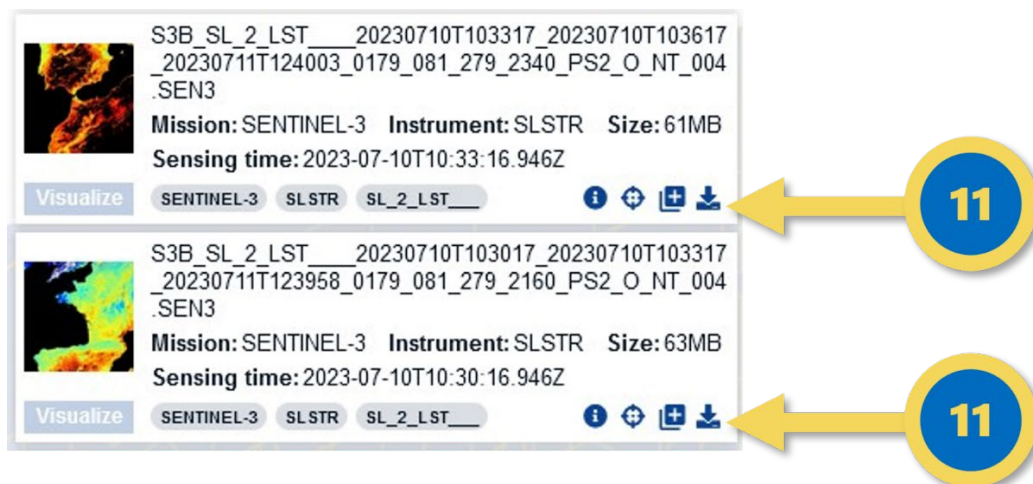 S3B_SL_2_LST____20230710T103317_20230710T103617
_20230711T124003_0179_081_279_2340_PS2_O_NT_004
.SEN3
Mission: SENTINEL-3 Instrument: SLSTR Size: 61MB
Sensing time: 2023-07-10T10:33:16.946Z
Visualize SENTINEL-3 SLSTR SL_2_LST___ 11
S3B_SL_2_LST____20230710T103017_20230710T103317
_20230711T123958_0179_081_279_2160_PS2_O_NT_004
.SEN3
Mission: SENTINEL-3 Instrument: SLSTR Size: 63MB
Sensing time: 2023-07-10T10:30:16.946Z
Visualize SENTINEL-3 SLSTR SL_2_LST___ 11